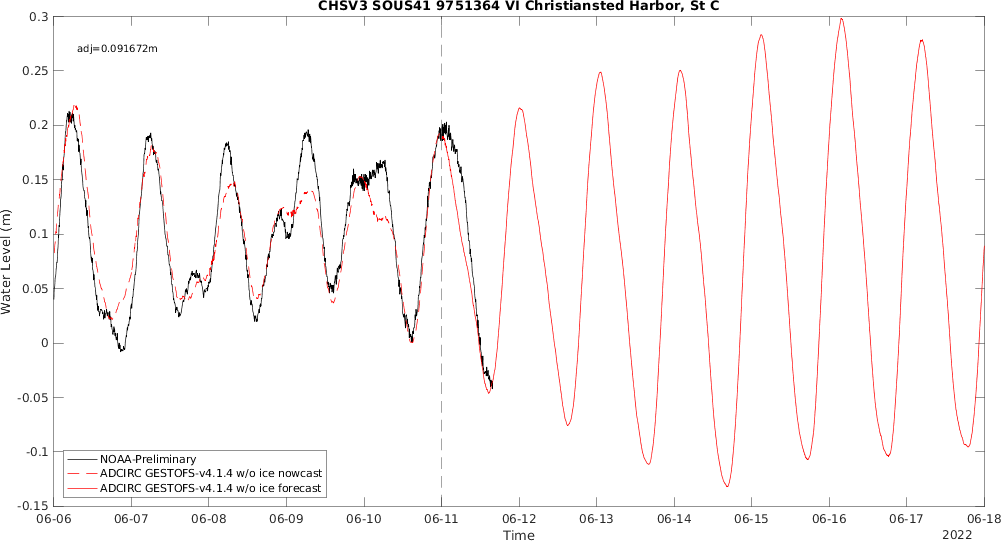 CHSV3 SOUS41 9751364 VI Christiansted Harbor, St C
adj=0.091672m
0.3
0.25
0.2
0.15
0.1
0.05
0
-0.05
-0.1
-0.15
Water Level (m)
NOAA-Preliminary
ADCIRC GESTOFS-v4.1.4 w/o ice nowcast
ADCIRC GESTOFS-v4.1.4 w/o ice forecast
06-06 06-07 06-08 06-09 06-10 06-11 06-12 06-13 06-14 06-15 06-16 06-17 06-18
Time
2022